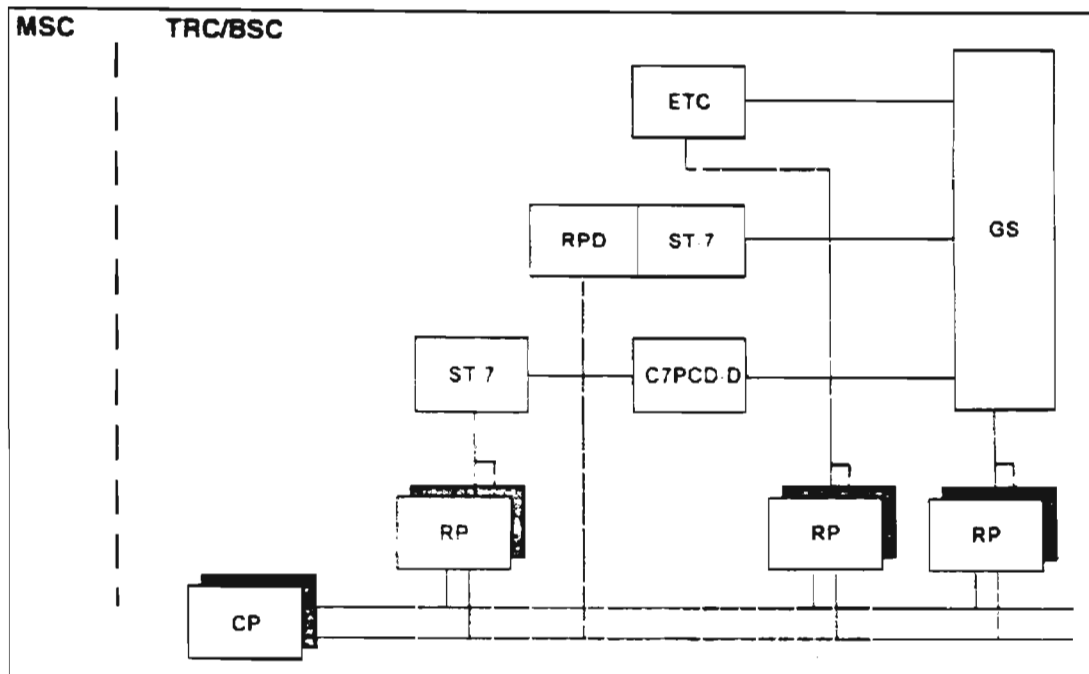 MSC TRC/BSC
ETC
GS
RPD ST-7
ST-7 C7PCD-D
RP RP RP
CP